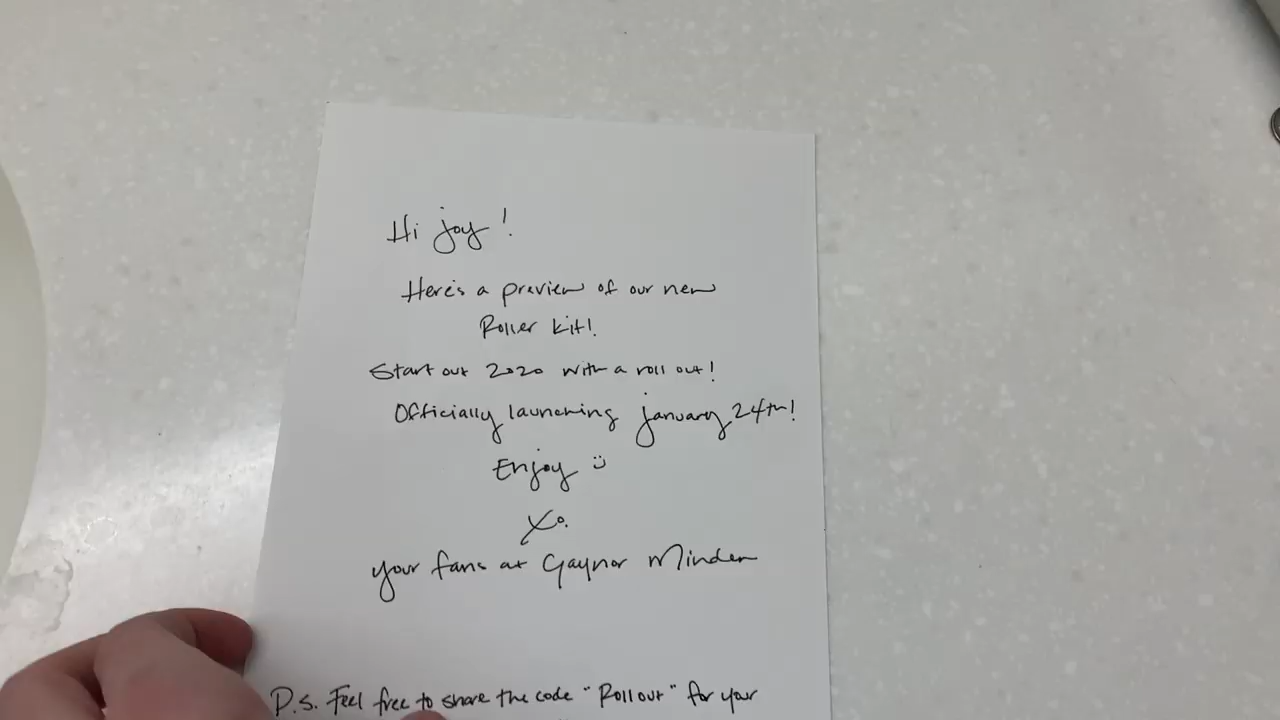 Hi joy!
Here's a preview of our new
Roller kit!
Start out 2020 with a roll out!
Officially launching january 24th!
Enjoy :)
Xo.
your fans at Gaynor Minden
P.S. Feel free to share the code "Rollout" for your